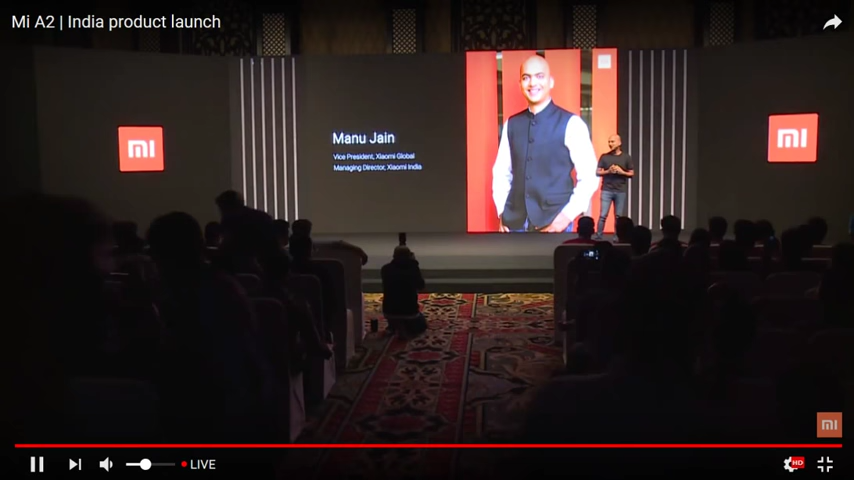 Mi A2 | India product launch
Manu Jain
Vice President, Xiaomi Global
Managing Director, Xiaomi India
mi
mi
mi
LIVE
HD